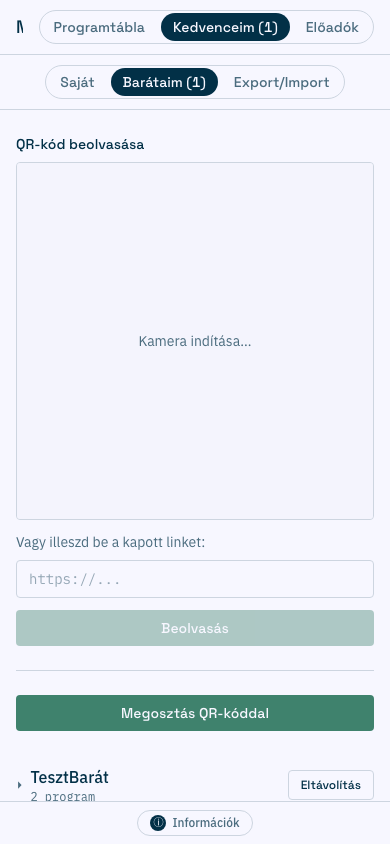 Programtábla Kedvenceim (1) Előadók
Saját Barátaim (1) Export/Import
QR-kód beolvasása
Kamera indítása...
Vagy illeszd be a kapott linket:
https://...
Beolvasás
Megosztás QR-kóddal
TesztBarát
Eltávolítás
2 program
Információk